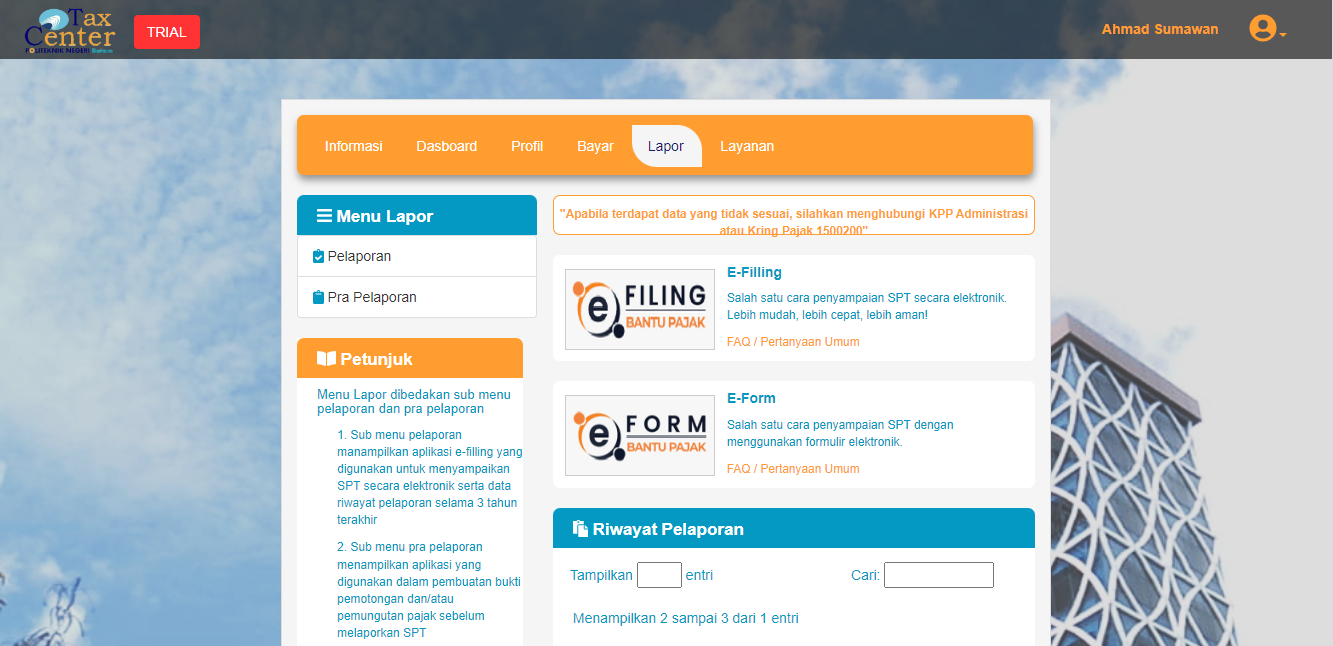 Tax
Center
POLITEKNIK NEGERI Batam
TRIAL
Ahmad Sumawan
Informasi
Dasboard
Profil
Bayar
Lapor
Layanan
Menu Lapor
Pelaporan
Pra Pelaporan
Petunjuk
Menu Lapor dibedakan sub menu
pelaporan dan pra pelaporan
1. Sub menu pelaporan
manampilkan aplikasi e-filling yang
digunakan untuk menyampaikan
SPT secara elektronik serta data
riwayat pelaporan selama 3 tahun
terakhir
2. Sub menu pra pelaporan
menampilkan aplikasi yang
digunakan dalam pembuatan bukti
pemotongan dan/atau
pemungutan pajak sebelum
melaporkan SPT
"Apabila terdapat data yang tidak sesuai, silahkan menghubungi KPP Administrasi
atau Kring Pajak 1500200"
e FILING
BANTU PAJAK
E-Filling
Salah satu cara penyampaian SPT secara elektronik.
Lebih mudah, lebih cepat, lebih aman!
FAQ / Pertanyaan Umum
e FORM
BANTU PAJAK
E-Form
Salah satu cara penyampaian SPT dengan
menggunakan formulir elektronik.
FAQ / Pertanyaan Umum
Riwayat Pelaporan
Tampilkan entri
Cari:
Menampilkan 2 sampai 3 dari 1 entri